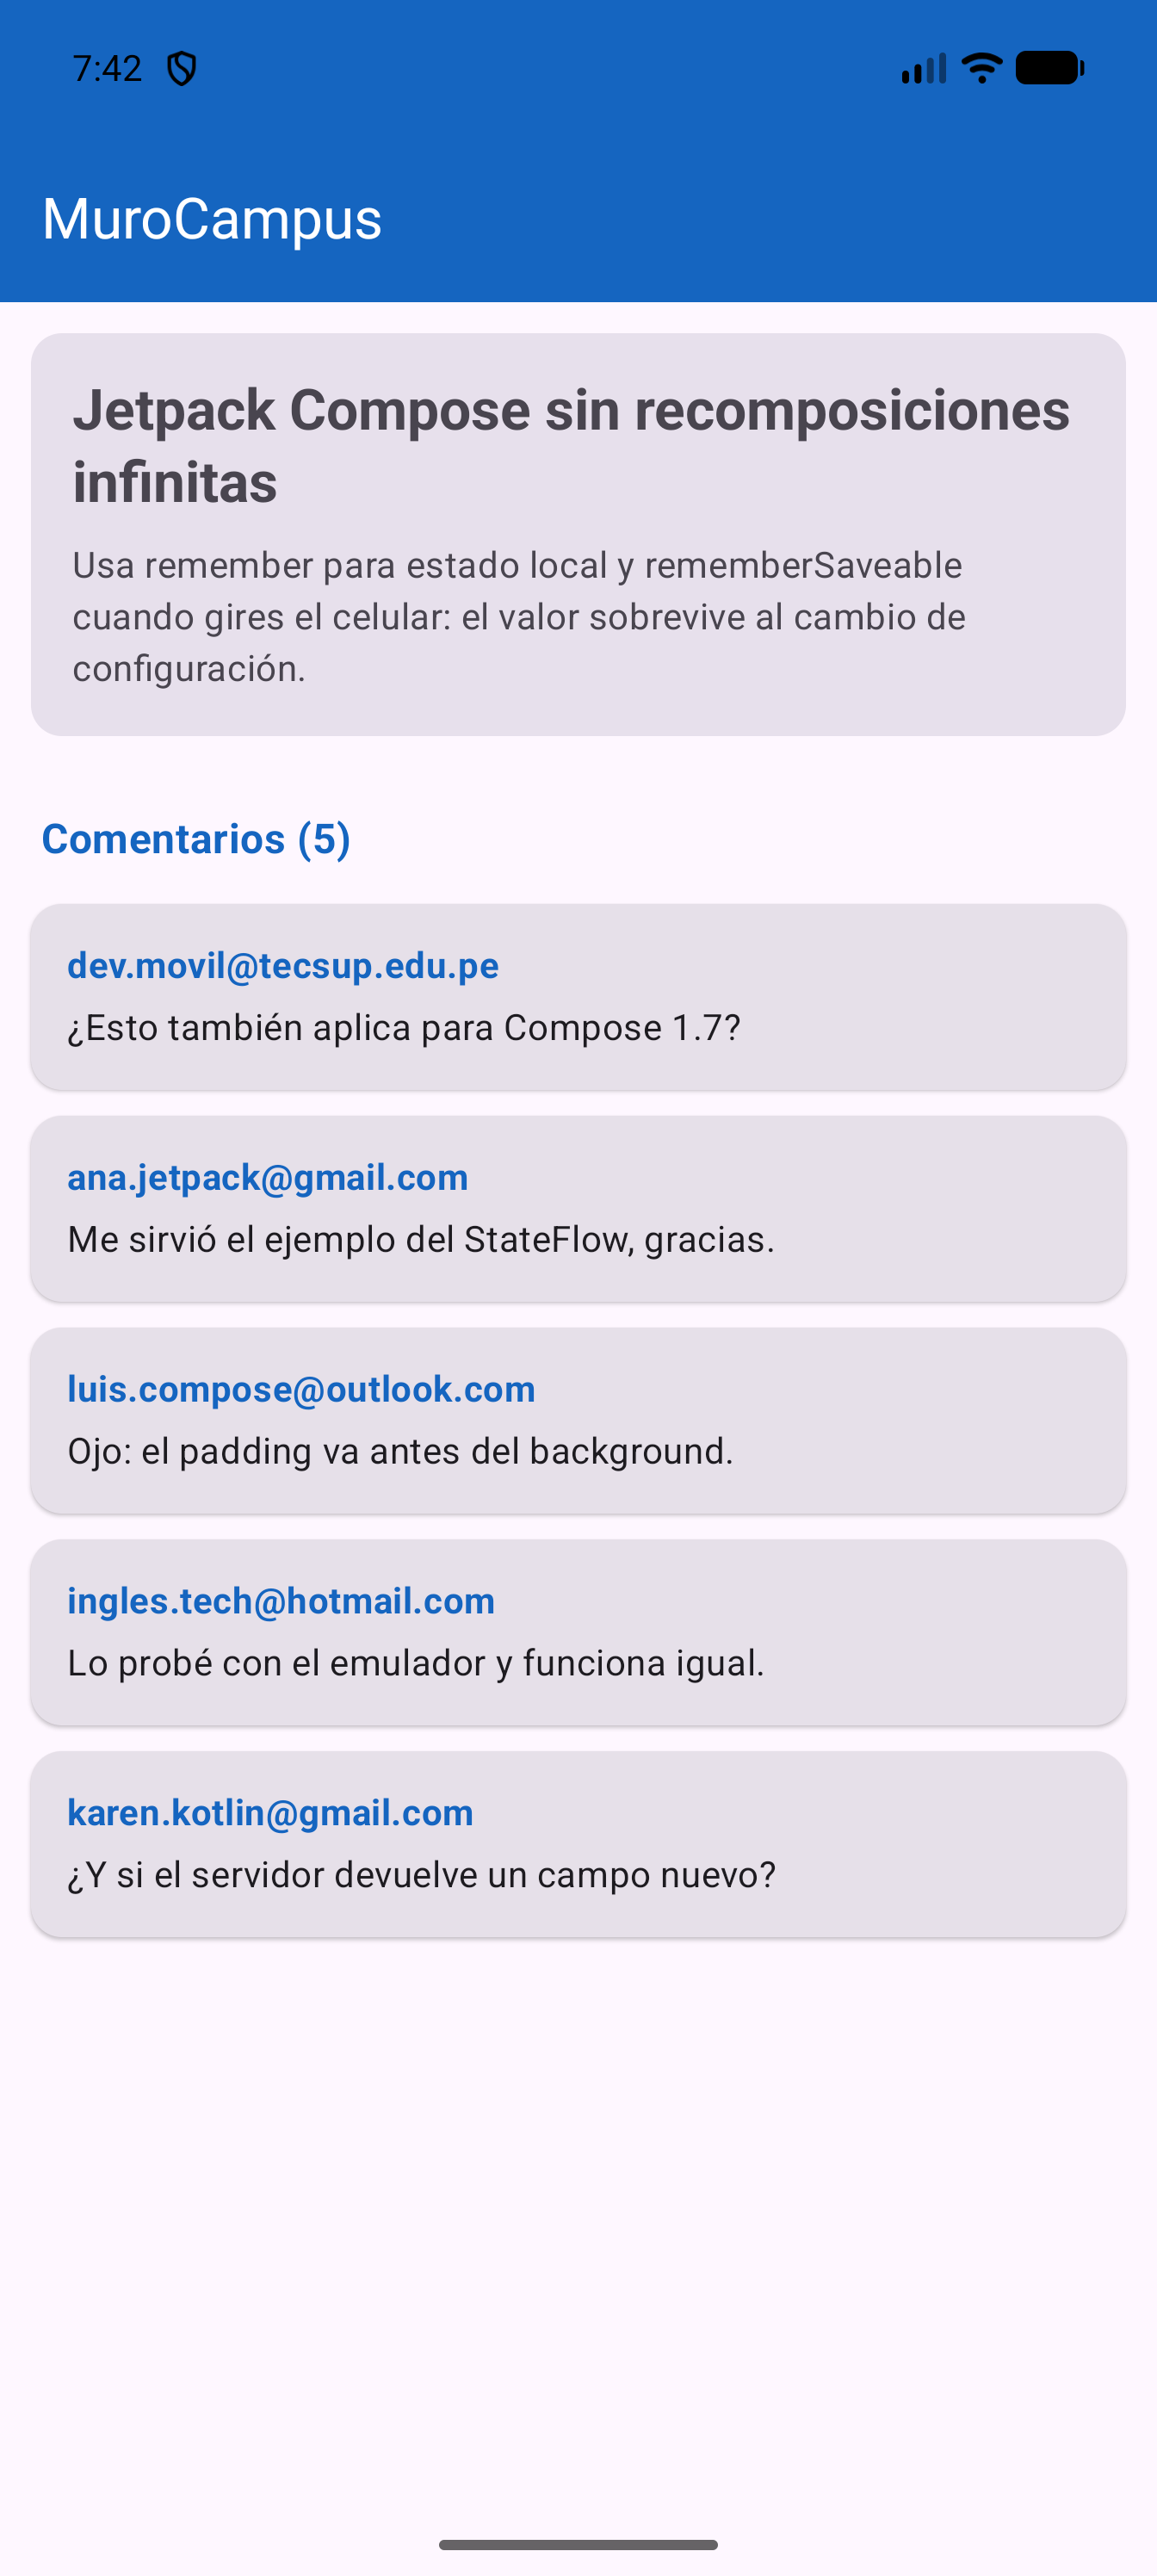 7:42
MuroCampus
Jetpack Compose sin recomposiciones
infinitas
Usa remember para estado local y rememberSaveable
cuando gires el celular: el valor sobrevive al cambio de
configuración.
Comentarios (5)
dev.movil@tecsup.edu.pe
¿Esto también aplica para Compose 1.7?
ana.jetpack@gmail.com
Me sirvió el ejemplo del StateFlow, gracias.
luis.compose@outlook.com
Ojo: el padding va antes del background.
ingles.tech@hotmail.com
Lo probé con el emulador y funciona igual.
karen.kotlin@gmail.com
¿Y si el servidor devuelve un campo nuevo?